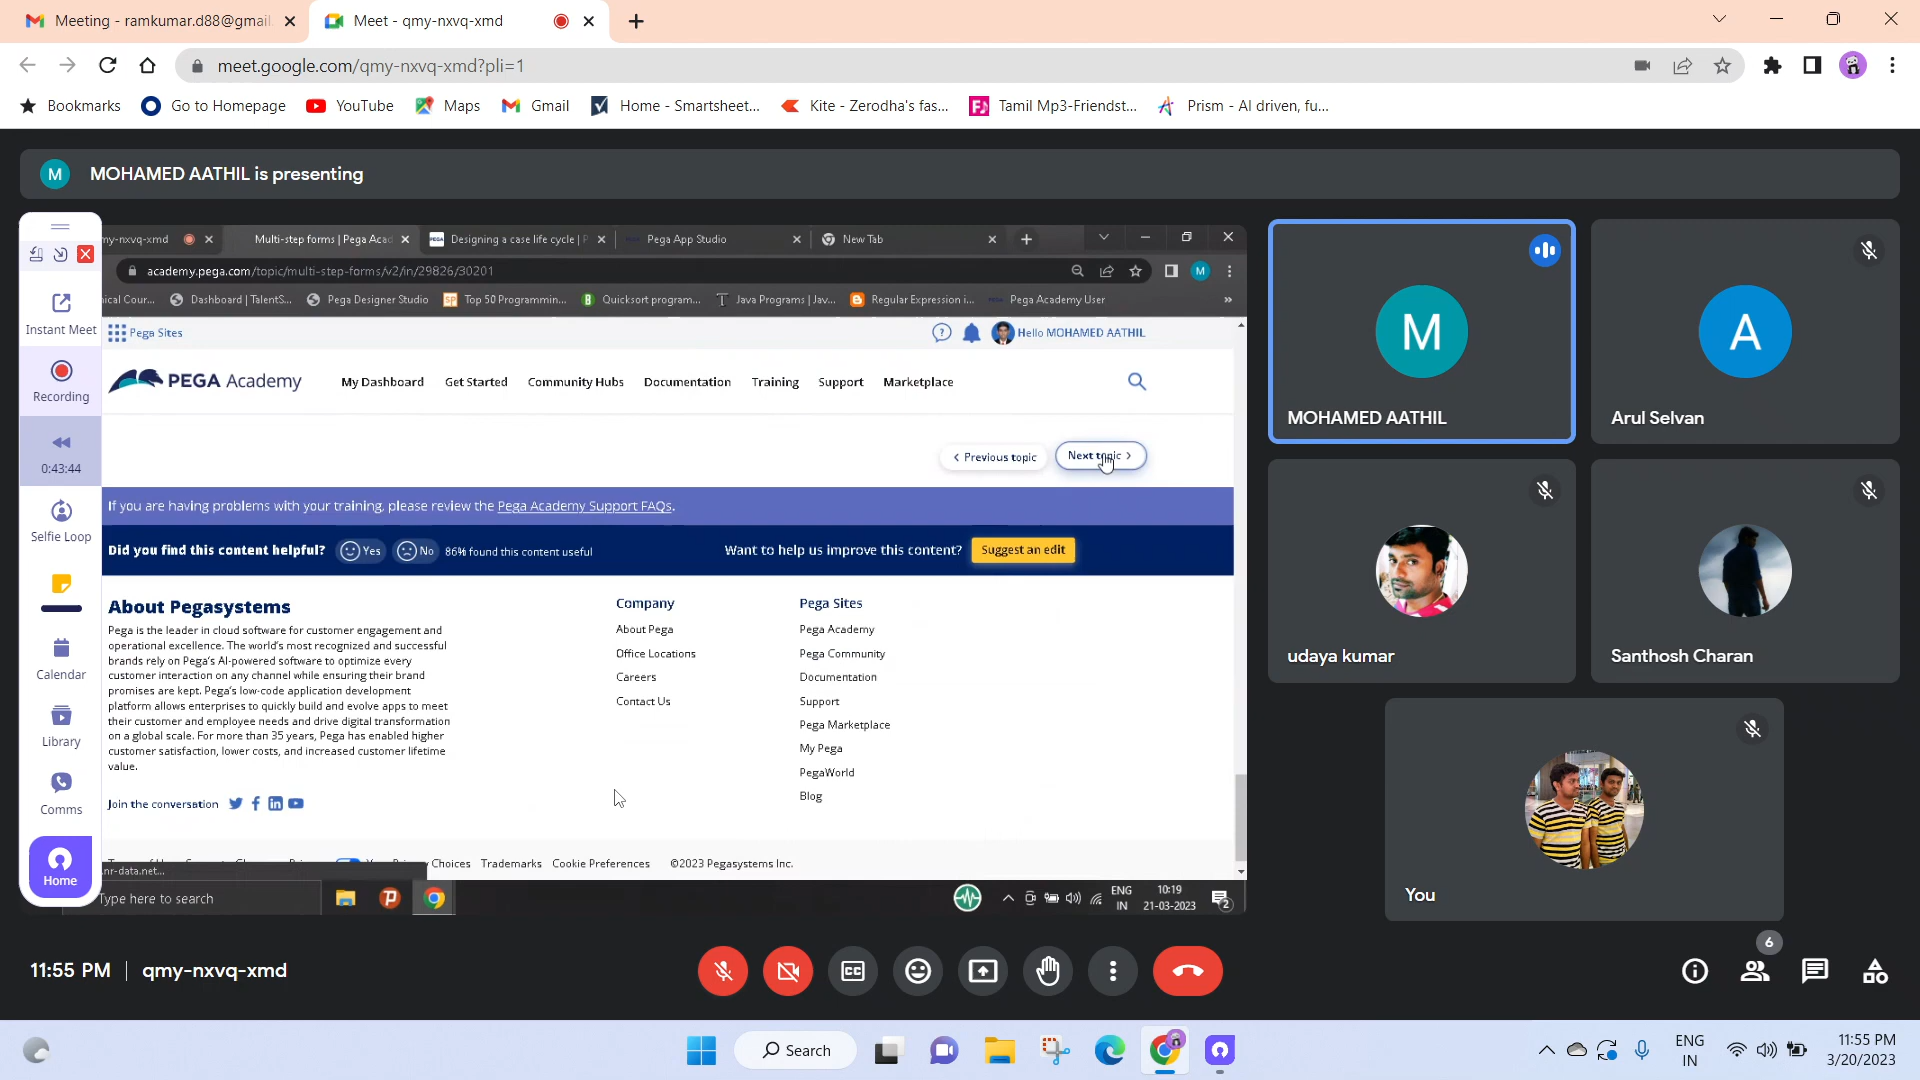 Meeting - ramkumar.d88@gmail.
Meet - qmy-nxvq-xmd
meet.google.com/qmy-nxvq-xmd?pli=1
Bookmarks
Go to Homepage
YouTube
Maps
Gmail
Home - Smartsheet...
Kite - Zerodha's fas...
Tamil Mp3-Friendst...
Prism - AI driven, fu...
M
MOHAMED AATHIL is presenting
my-nxvq-xmd
Multi-step forms | Pega Acad
Designing a case life cycle | P
Pega App Studio
New Tab
academy.pega.com/topic/multi-step-forms/v2/in/29826/30201
M
ical Cour...
Dashboard | TalentS...
Pega Designer Studio
Top 50 Programmin...
Quicksort program...
Java Programs | Jav...
Regular Expression i...
Pega Academy User
Instant Meet
Recording
0:43:44
Selfie Loop
Calendar
Library
Comms
Home
Pega Sites
Hello MOHAMED AATHIL
PEGA Academy
My Dashboard
Get Started
Community Hubs
Documentation
Training
Support
Marketplace
Previous topic
Next topic
If you are having problems with your training, please review the Pega Academy Support FAQs.
Did you find this content helpful?
Yes
No
86% found this content useful
Want to help us improve this content?
Suggest an edit
About Pegasystems
Pega is the leader in cloud software for customer engagement and
operational excellence. The world's most recognized and successful
brands rely on Pega's AI-powered software to optimize every
customer interaction on any channel while ensuring their brand
promises are kept. Pega's low-code application development
platform allows enterprises to quickly build and evolve apps to meet
their customer and employee needs and drive digital transformation
on a global scale. For more than 35 years, Pega has enabled higher
customer satisfaction, lower costs, and increased customer lifetime
value.
Join the conversation
Company
About Pega
Office Locations
Careers
Contact Us
Pega Sites
Pega Academy
Pega Community
Documentation
Support
Pega Marketplace
My Pega
PegaWorld
Blog
Choices
Trademarks
Cookie Preferences
©2023 Pegasystems Inc.
.nr-data.net...
Type here to search
ENG
IN
10:19
21-03-2023
2
M
MOHAMED AATHIL
A
Arul Selvan
udaya kumar
Santhosh Charan
You
11:55 PM
qmy-nxvq-xmd
6
Search
ENG
IN
11:55 PM
3/20/2023